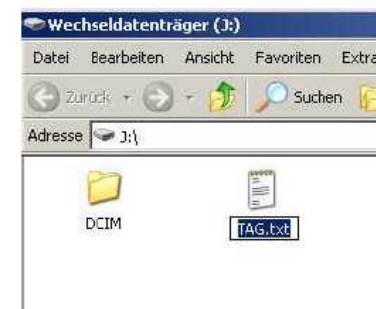 Wechseldatenträger (J:)
Datei Bearbeiten Ansicht Favoriten Extra
Zurück Suchen
Adresse J:\
DCIM TAG.txt